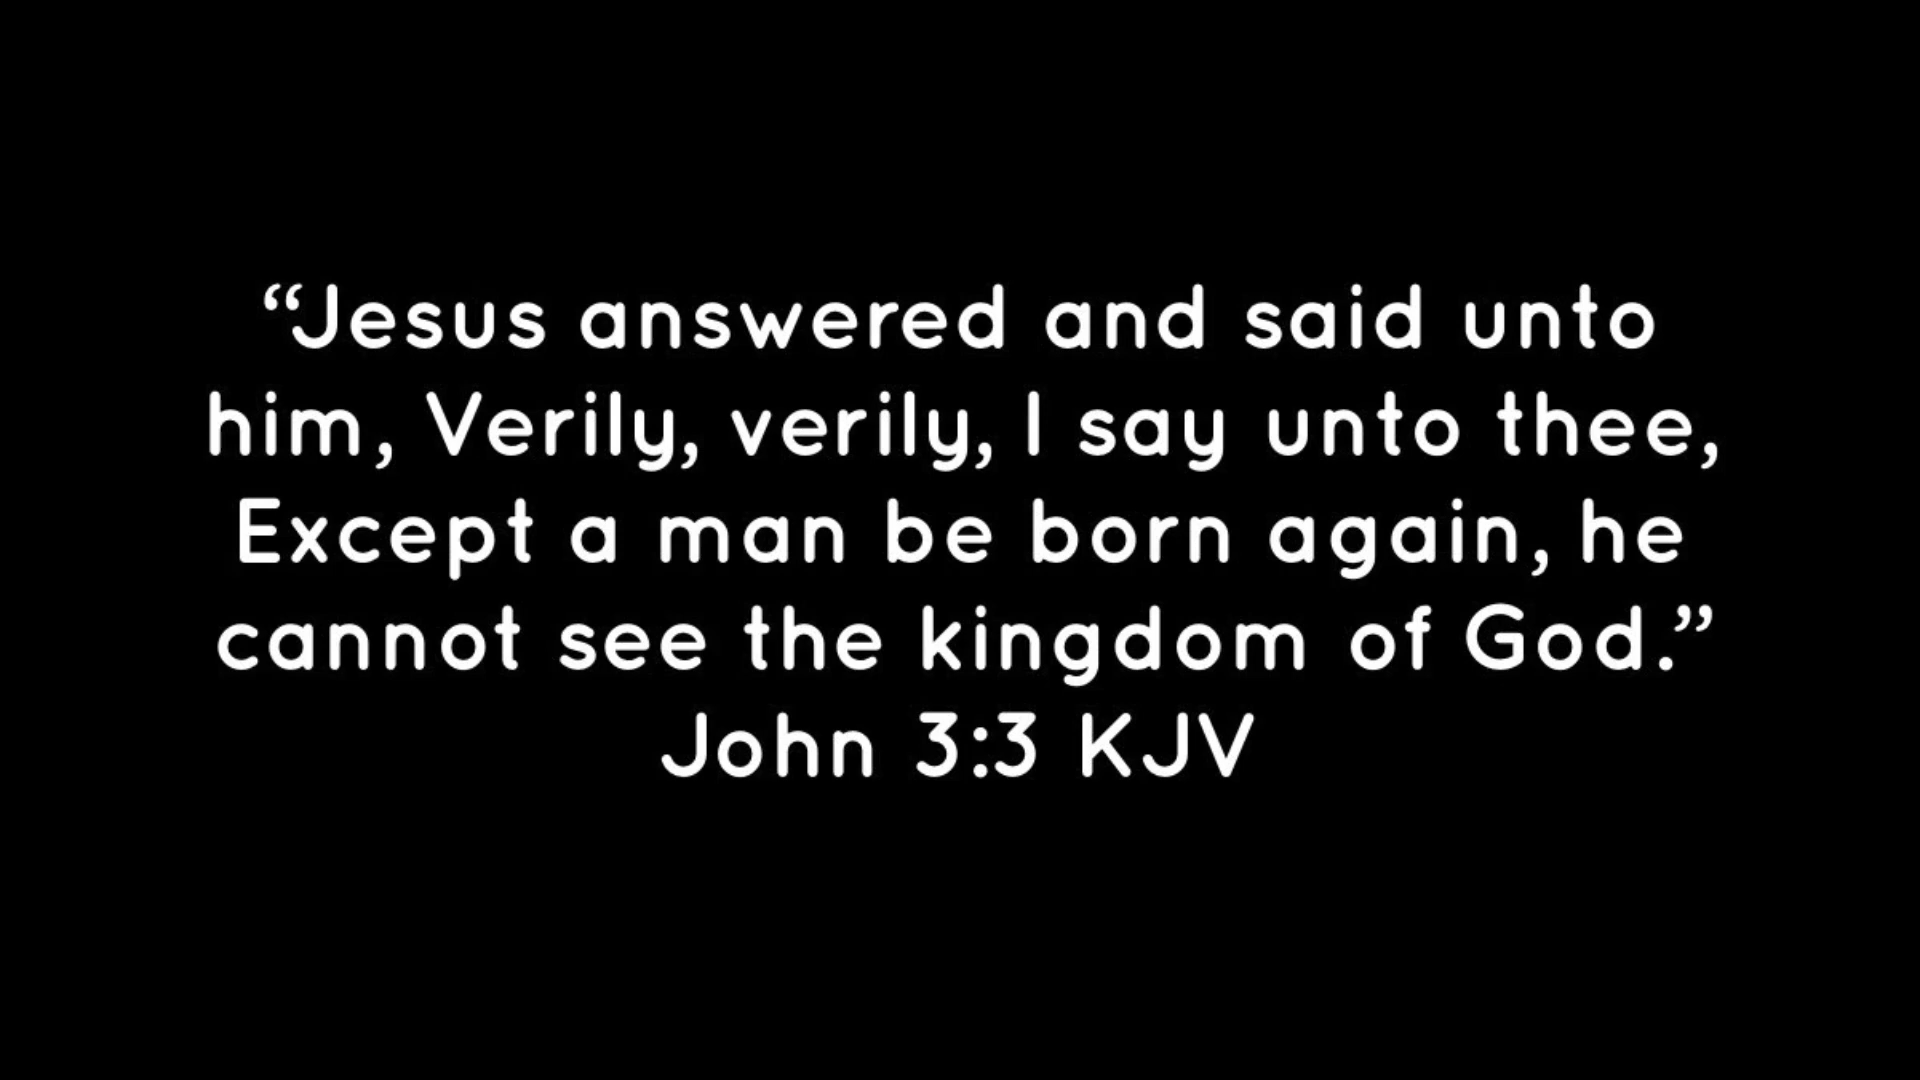 “Jesus answered and said unto
him, Verily, verily, I say unto thee,
Except a man be born again, he
cannot see the kingdom of God.”
John 3:3 KJV